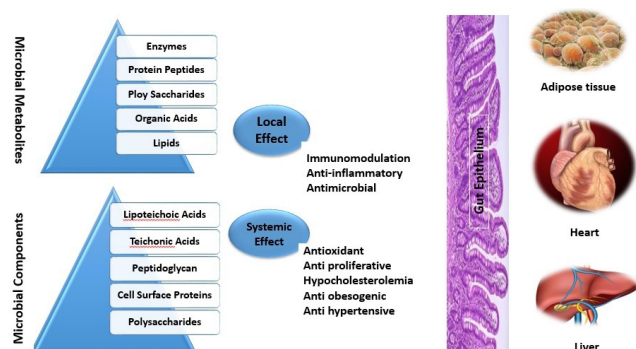 Microbial Metabolites
Enzymes
Protein Peptides
Ploy Saccharides
Organic Acids
Lipids
Local
Effect
Immunomodulation
Anti-inflammatory
Antimicrobial
Microbial Components
Lipoteichoic Acids
Teichonic Acids
Peptidoglycan
Cell Surface Proteins
Polysaccharides
Systemic
Effect
Antioxidant
Anti proliferative
Hypocholesterolemia
Anti obesogenic
Anti hypertensive
Gut Epithelium
Adipose tissue
Heart
Liver